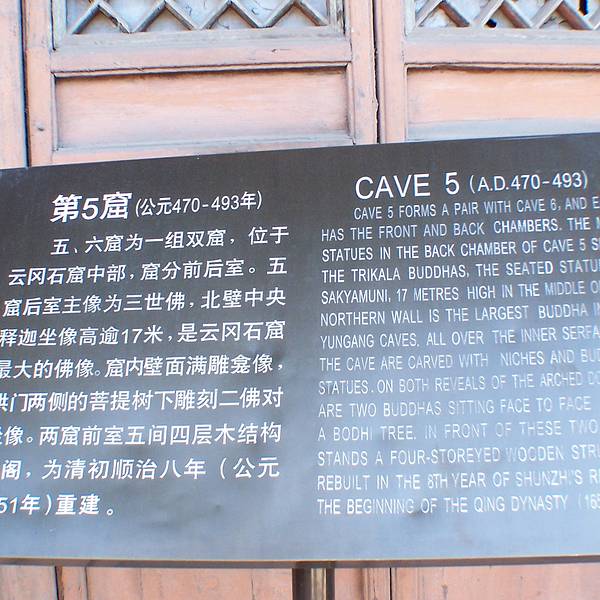 第5窟 (公元470-493年)
五、六窟为一组双窟，位于
云冈石窟中部，窟分前后室。五
窟后室主像为三世佛，北壁中央
释迦坐像高逾17米，是云冈石窟
最大的佛像。窟内壁面满雕龛像，
拱门两侧的菩提树下雕刻二佛对
像。两窟前室五间四层木结构
阁，为清初顺治八年（公元
51年）重建。
CAVE 5 (A.D.470-493)
CAVE 5 FORMS A PAIR WITH CAVE 6, AND
HAS THE FRONT AND BACK CHAMBERS. THE
STATUES IN THE BACK CHAMBER OF CAVE 5
THE TRIKALA BUDDHAS, THE SEATED
SAKYAMUNI, 17 METRES HIGH IN THE MIDDLE
NORTHERN WALL IS THE LARGEST BUDDHA
YUNGANG CAVES. ALL OVER THE INNER SERFA
THE CAVE ARE CARVED WITH NICHES AND
STATUES. ON BOTH REVEALS OF THE ARCHED
ARE TWO BUDDHAS SITTING FACE TO FACE
A BODHI TREE. IN FRONT OF THESE TWO
STANDS A FOUR-STOREYED WOODEN
REBUILT IN THE 8TH YEAR OF SHUNZHI'S
THE BEGINNING OF THE QING DYNASTY (16